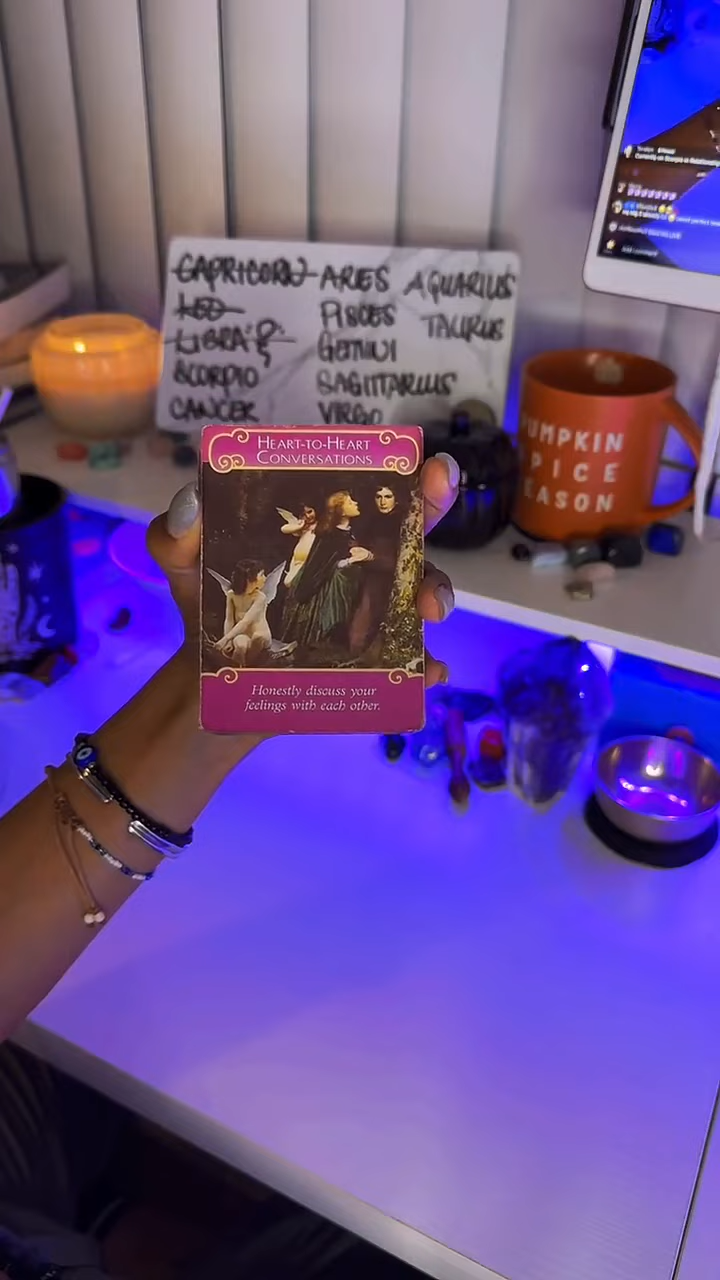 CAPRICORN ARIES AQUARIUS
LEO PISCES TAURUS
LIBRA GEMINI
SCORPIO SAGITTARIUS
CANCER VIRGO
PUMPKIN
SPICE
SEASON
HEART-TO-HEART
CONVERSATIONS
Honestly discuss your
feelings with each other.